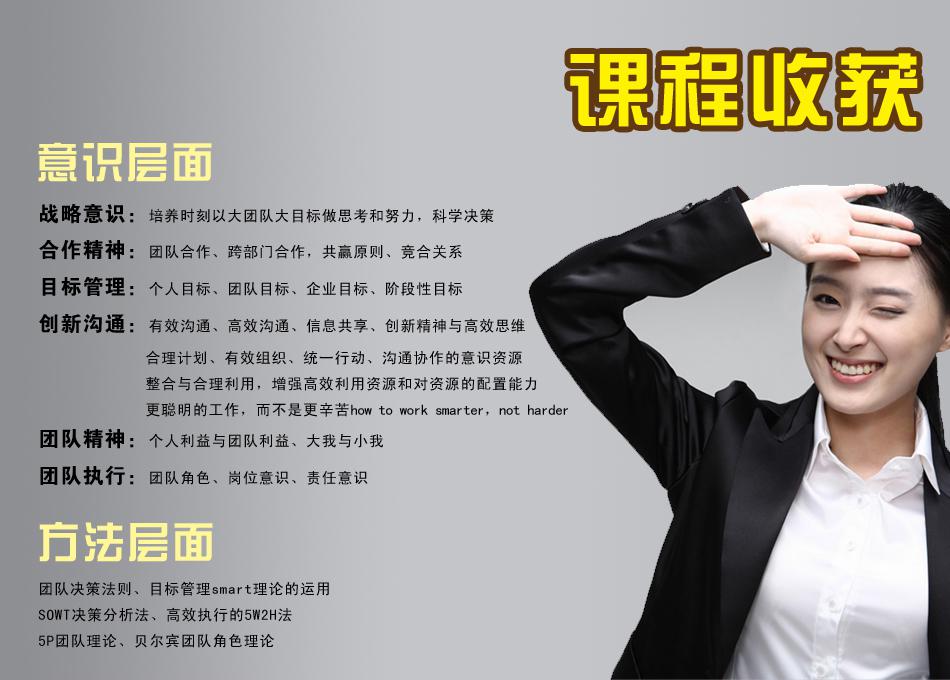 课程收获
意识层面
战略意识：培养时刻以大团队大目标做思考和努力，科学决策
合作精神：团队合作、跨部门合作，共赢原则、竞合关系
目标管理：个人目标、团队目标、企业目标、阶段性目标
创新沟通：有效沟通、高效沟通、信息共享、创新精神与高效思维
合理计划、有效组织、统一行动、沟通协作的意识资源
整合与合理利用，增强高效利用资源和对资源的配置能力
更聪明的工作，而不是更辛苦how to work smarter，not harder
团队精神：个人利益与团队利益、大我与小我
团队执行：团队角色、岗位意识、责任意识
方法层面
团队决策法则、目标管理smart理论的运用
SOWT决策分析法、高效执行的5W2H法
5P团队理论、贝尔宾团队角色理论